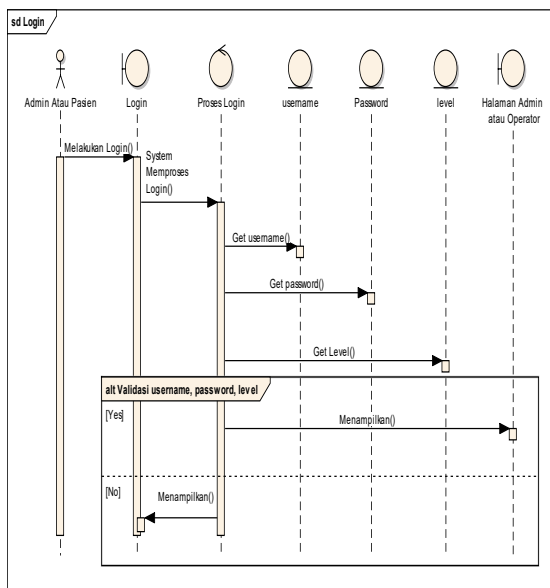 sd Login
Admin Atau Pasien
Login
Proses Login
username
Password
level
Halaman Admin
atau Operator
Melakukan Login()
System
Memproses
Login()
Get username()
Get password()
Get Level()
alt Validasi username, password, level
[Yes]
Menampilkan()
[No]
Menampilkan()